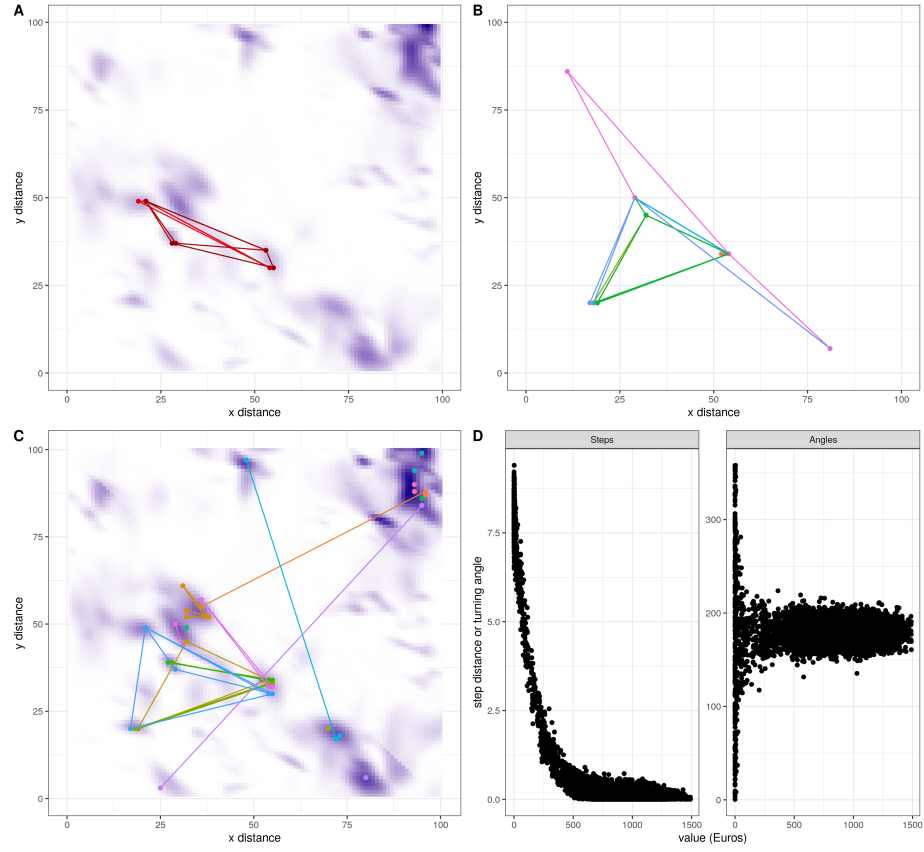 A
y distance
100
75
50
25
0
0 25 50 75 100
x distance
B
y distance
100
75
50
25
0
0 25 50 75 100
x distance
C
y distance
100
75
50
25
0
0 25 50 75 100
x distance
D
Steps Angles
step distance or turning angle
7.5
5.0
2.5
0.0
300
200
100
0
0 500 1000 1500 0 500 1000 1500
value (Euros)